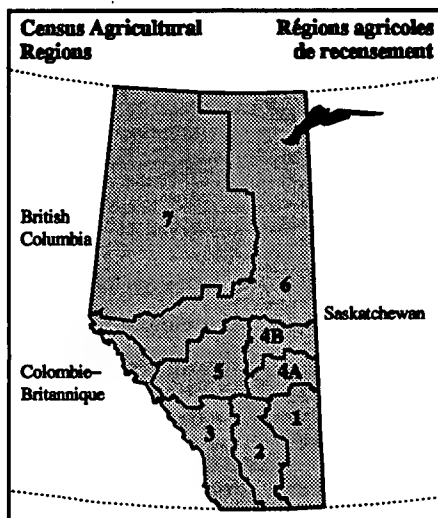 Census Agricultural
Regions
Régions agricoles
de recensement
British
Columbia
7
6
Saskatchewan
4B
4A
5
Colombie–
Britannique
3
2
1